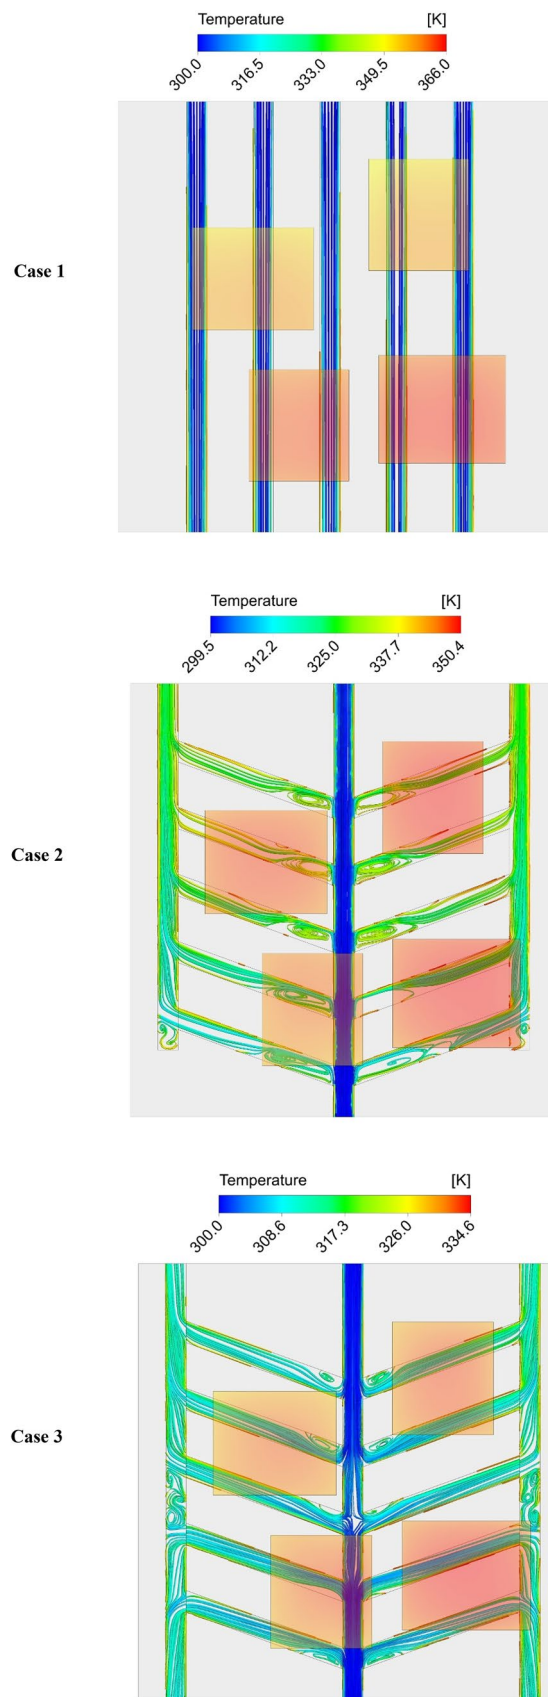 Temperature [K]
300.0 316.5 333.0 349.5 366.0
Case 1
Temperature [K]
299.5 312.2 325.0 337.7 350.4
Case 2
Temperature [K]
300.0 308.6 317.3 326.0 334.6
Case 3